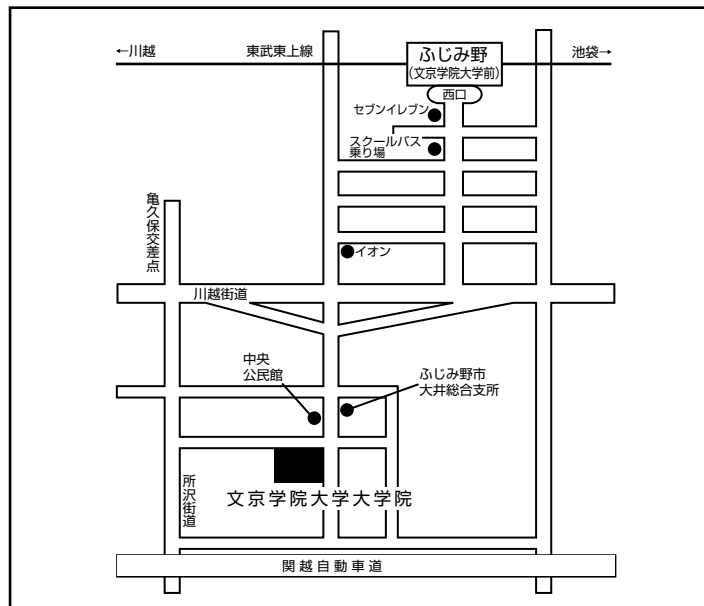 ←川越
東武東上線
ふじみ野
(文京学院大学前)
池袋→
西口
セブンイレブン
スクールバス
乗り場
亀久保交差点
イオン
川越街道
中央
公民館
ふじみ野市
大井総合支所
所沢街道
文京学院大学大学院
関越自動車道